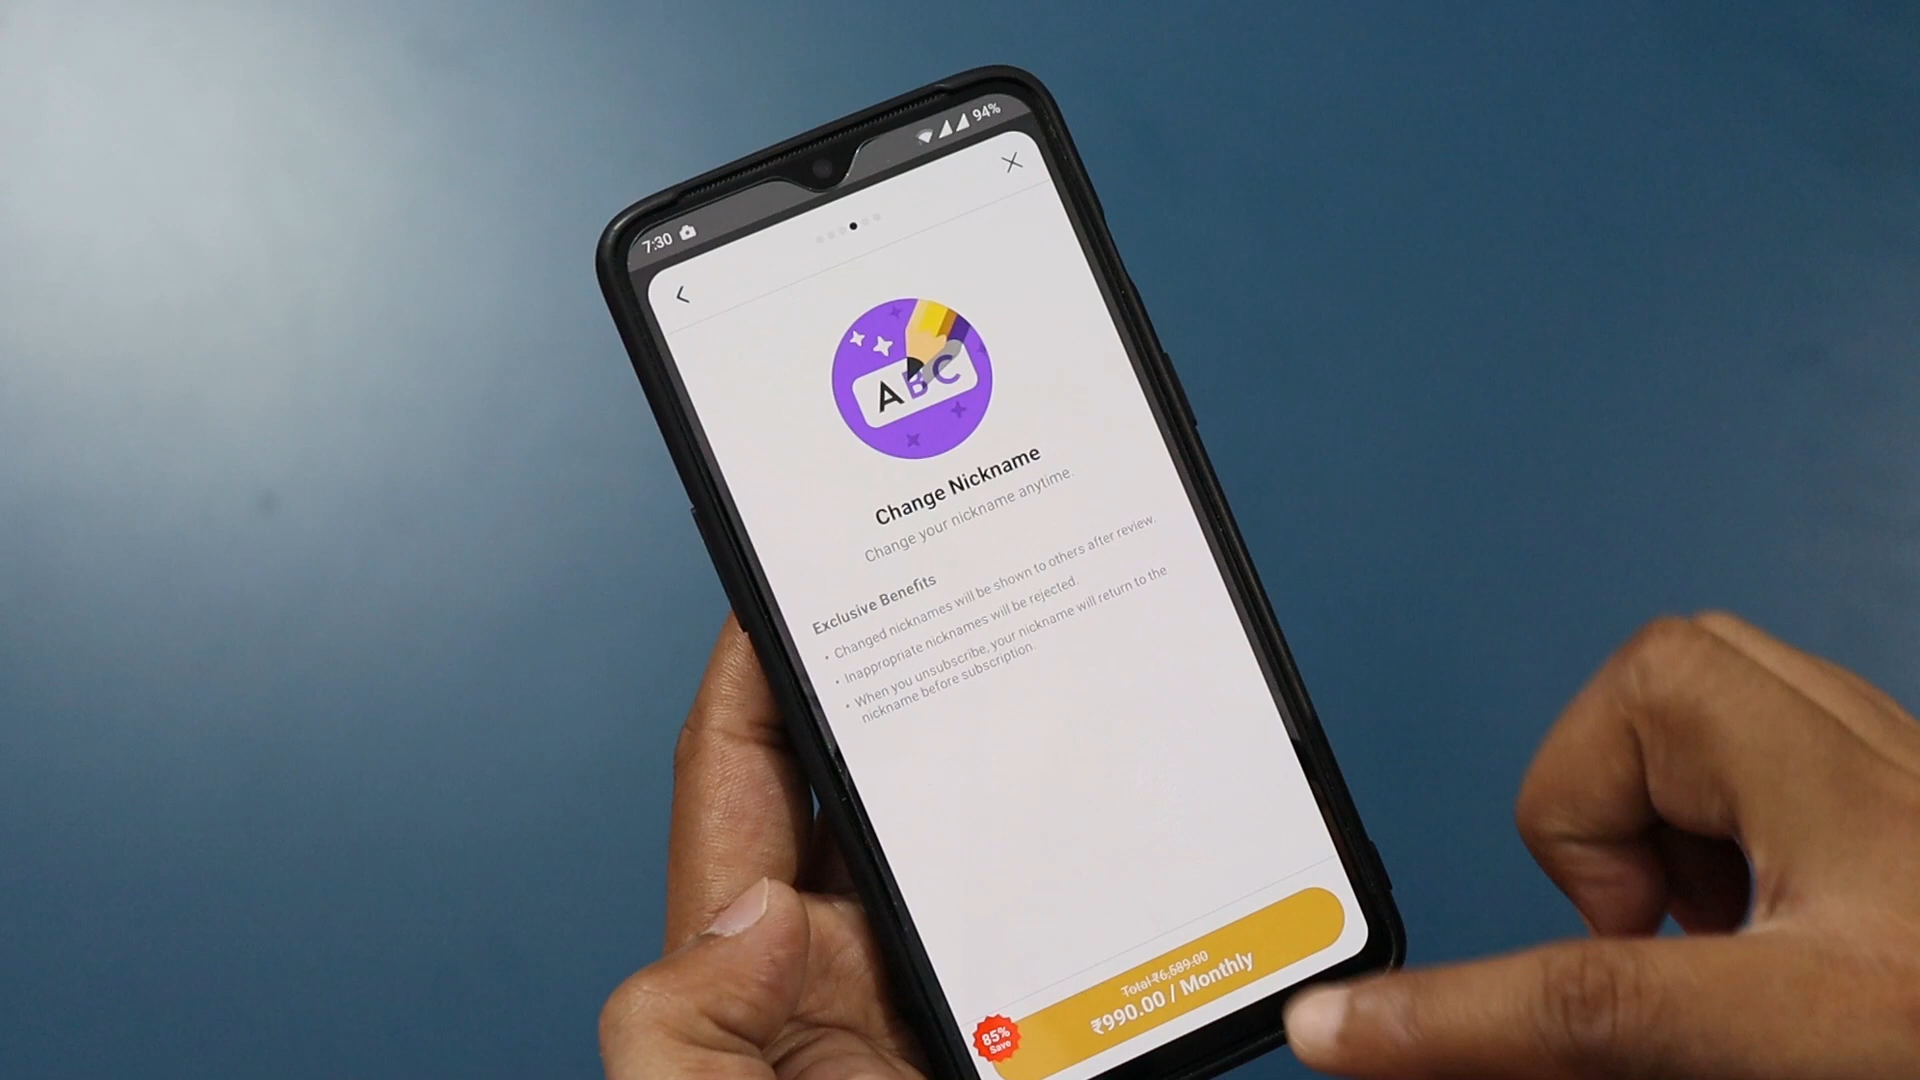 7:30 94%
ABC
Change Nickname
Change your nickname anytime.
Exclusive Benefits
• Changed nicknames will be shown to others after review.
• Inappropriate nicknames will be rejected.
• When you unsubscribe, your nickname will return to the
nickname before subscription.
Total ₹6,589.00
₹990.00 / Monthly
85%
Save